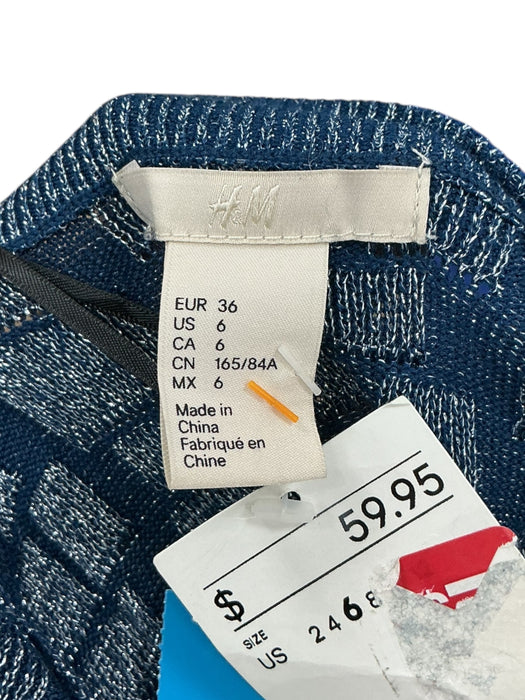 H&M
EUR 36
US 6
CA 6
CN 165/84A
MX 6
Made in
China
Fabriqué en
Chine
$ 59.95
SIZE
US 2 4 6 8